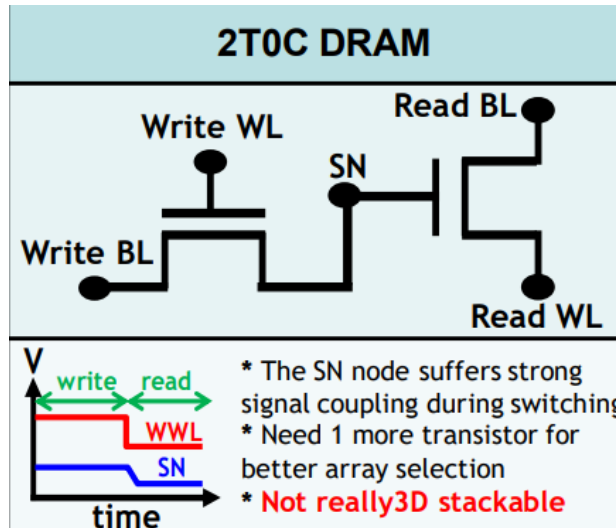 2T0C DRAM
Write WL
Read BL
SN
Write BL
Read WL
V
write
read
WWL
SN
time
* The SN node suffers strong
signal coupling during switching
* Need 1 more transistor for
better array selection
* Not really3D stackable